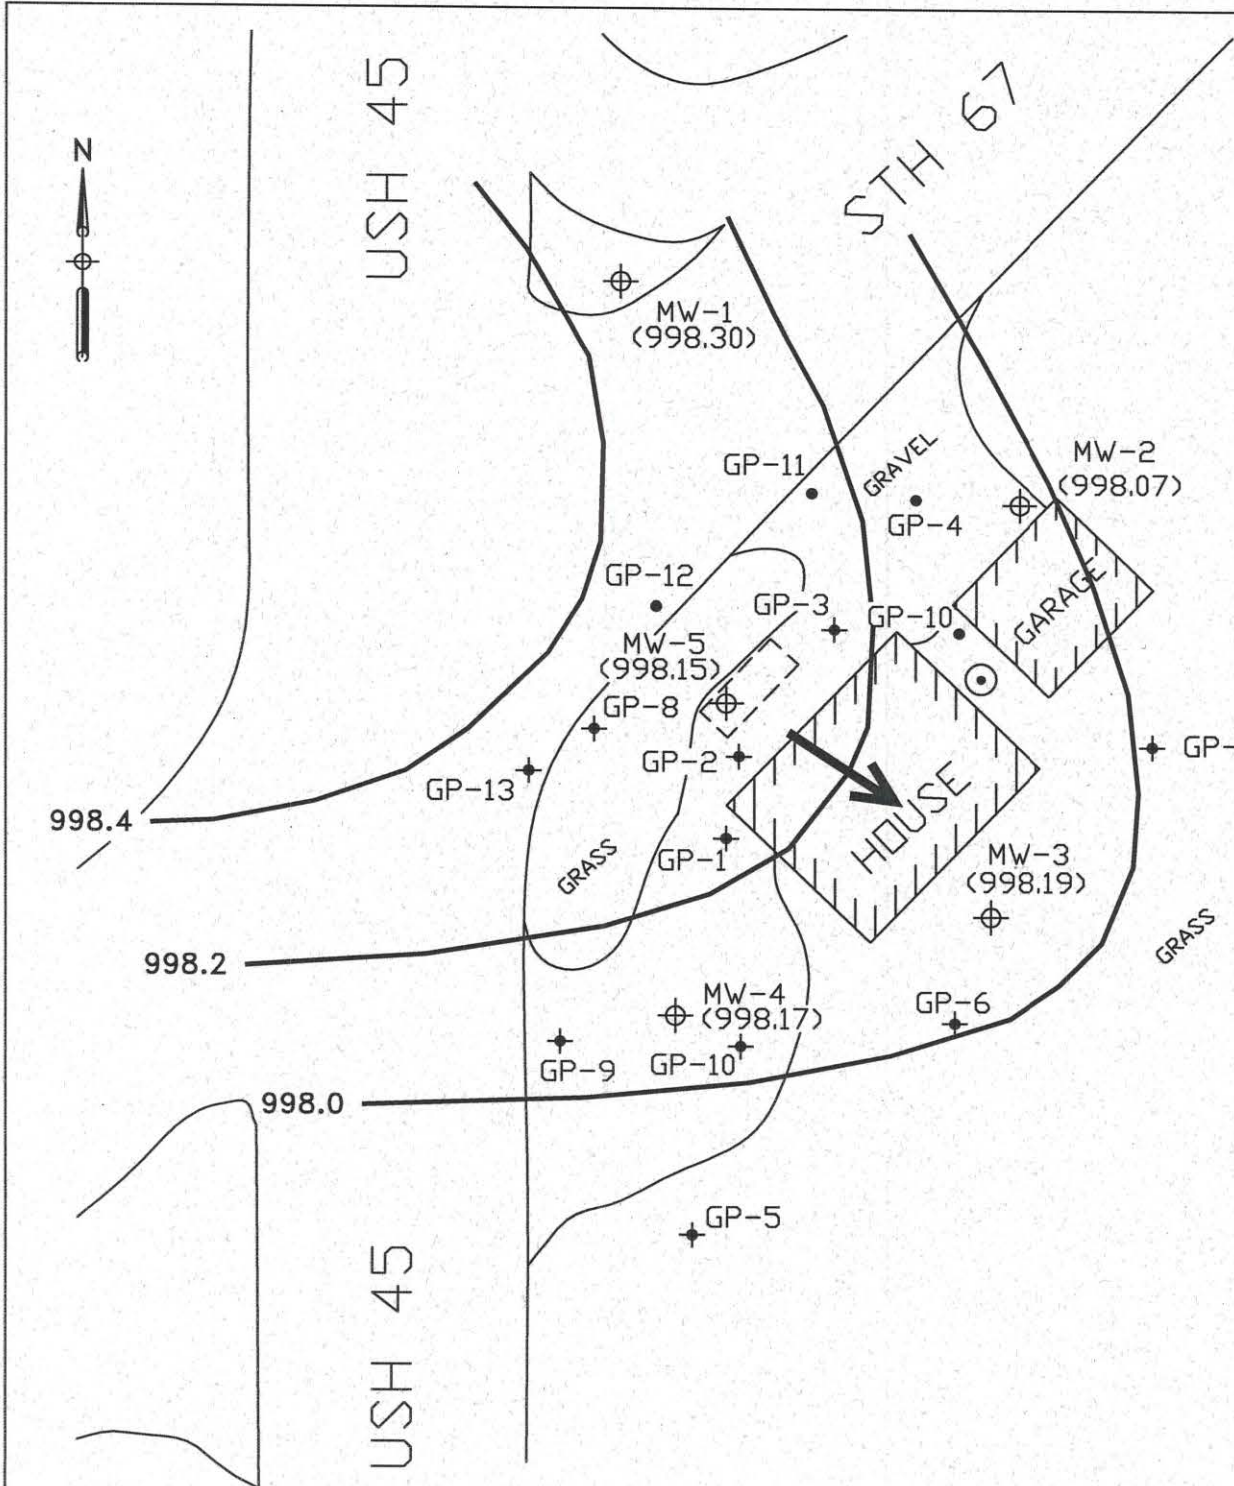 USH 45
STH 67
N
MW-1
(998.30)
MW-2
(998.07)
GP-11
GRAVEL
GP-4
GP-12
GP-3
GP-10
GARAGE
MW-5
(998.15)
GP-8
GP-2
GP-13
GP-
998.4
HOUSE
GP-1
MW-3
(998.19)
GRASS
GRASS
998.2
MW-4
(998.17)
GP-6
GP-9
GP-10
998.0
GP-5
USH 45